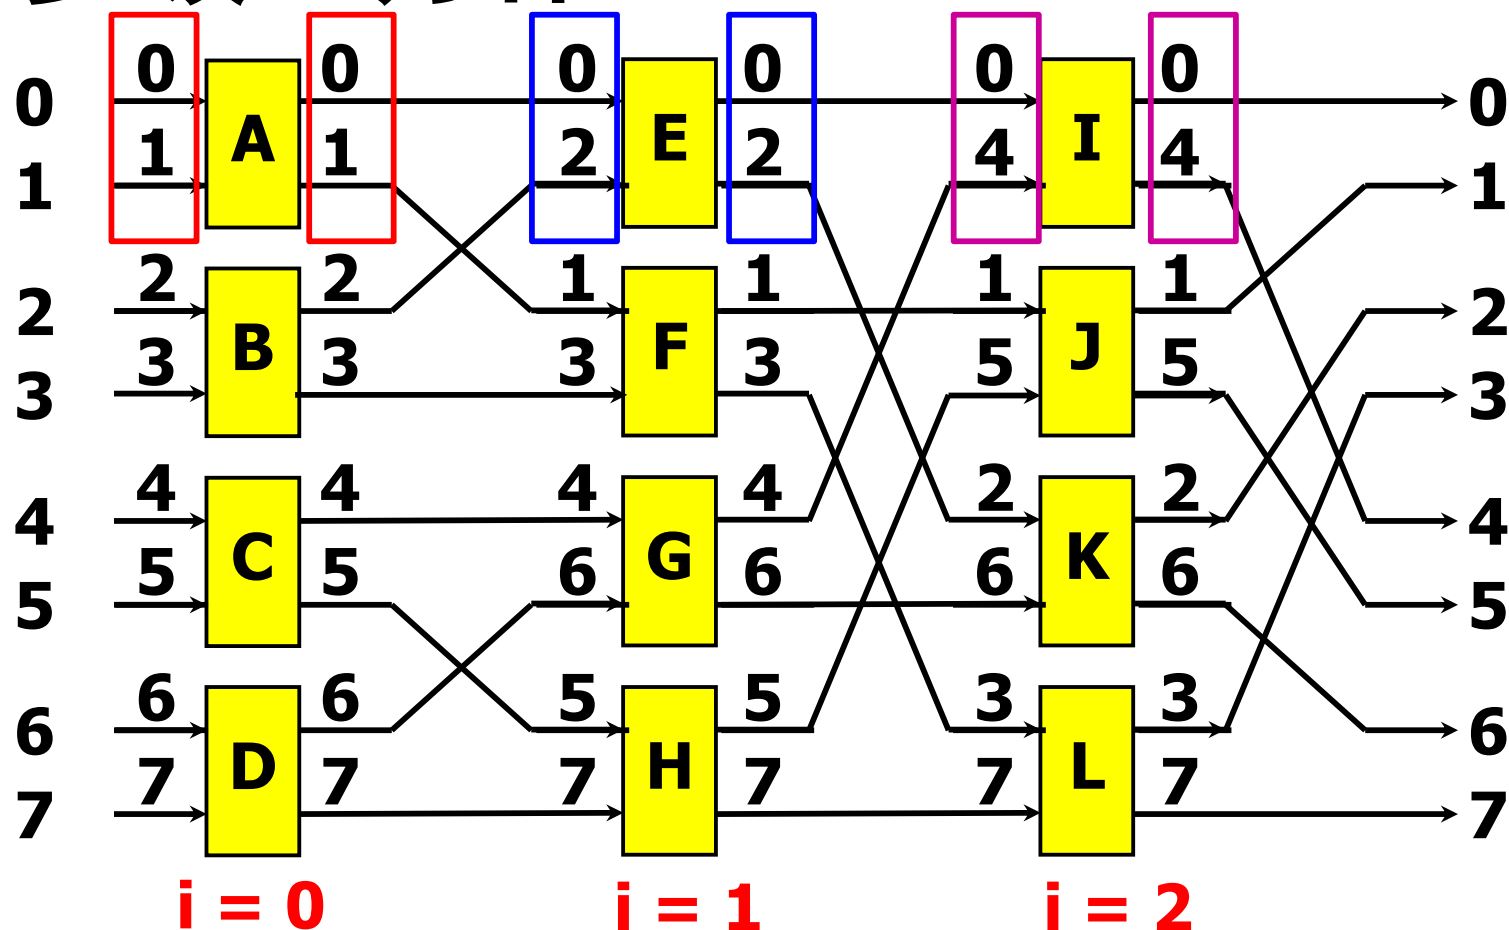 0 0 0 0 0 0
0 A E I 0
1 1 2 2 4 4
1 1
2 2 1 1 1 1
2 B F J 2
3 3 3 3 5 5
3 3
4 4 4 4 2 2
4 C G K 4
5 5 6 6 6 6
5 5
6 6 5 5 3 3
6 D H L 6
7 7 7 7 7 7
7 7
i = 0 i = 1 i = 2